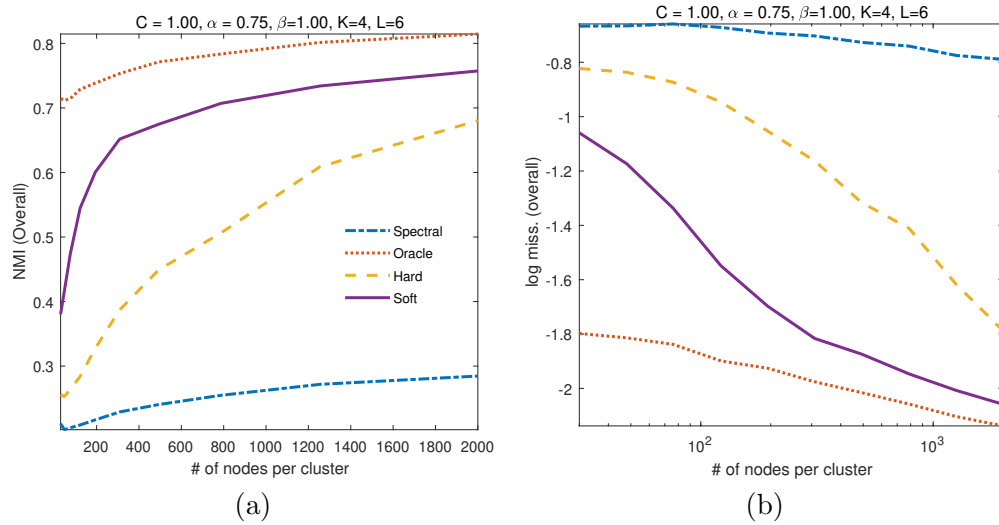 C = 1.00, α = 0.75, β=1.00, K=4, L=6
0.8
0.7
0.6
0.5
0.4
0.3
NMI (Overall)
Spectral
Oracle
Hard
Soft
200 400 600 800 1000 1200 1400 1600 1800 2000
# of nodes per cluster
(a)
C = 1.00, α = 0.75, β=1.00, K=4, L=6
-0.8
-1
-1.2
-1.4
-1.6
-1.8
-2
log miss. (overall)
10² 10³
# of nodes per cluster
(b)